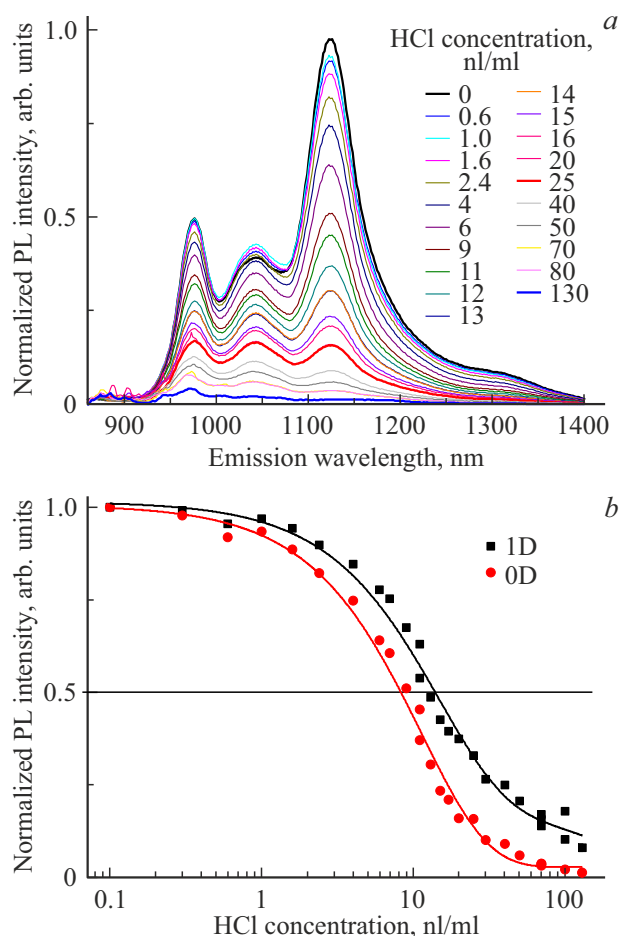 a
Normalized PL intensity, arb. units
1.0
0.5
0
HCl concentration,
nl/ml
0
0.6
1.0
1.6
2.4
4
6
9
11
12
13
14
15
16
20
25
40
50
70
80
130
900 1000 1100 1200 1300 1400
Emission wavelength, nm
b
Normalized PL intensity, arb. units
1.0
0.5
0
1D
0D
0.1 1 10 100
HCl concentration, nl/ml